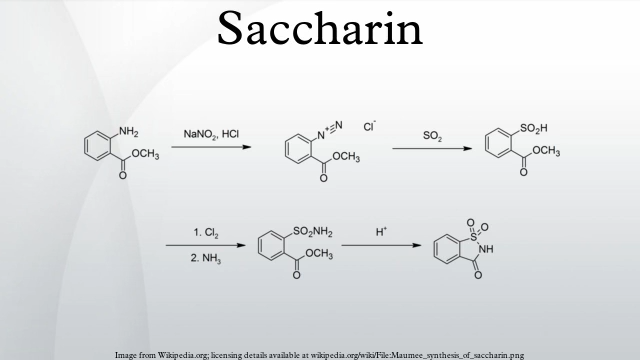 Saccharin
NH₂
OCH₃
O
NaNO₂, HCl
N⁺≡N
Cl⁻
OCH₃
O
SO₂
SO₂H
OCH₃
O
1. Cl₂
2. NH₃
SO₂NH₂
OCH₃
O
H⁺
O
O
S
NH
O
Image from Wikipedia.org; licensing details available at wikipedia.org/wiki/File:Maumee_synthesis_of_saccharin.png